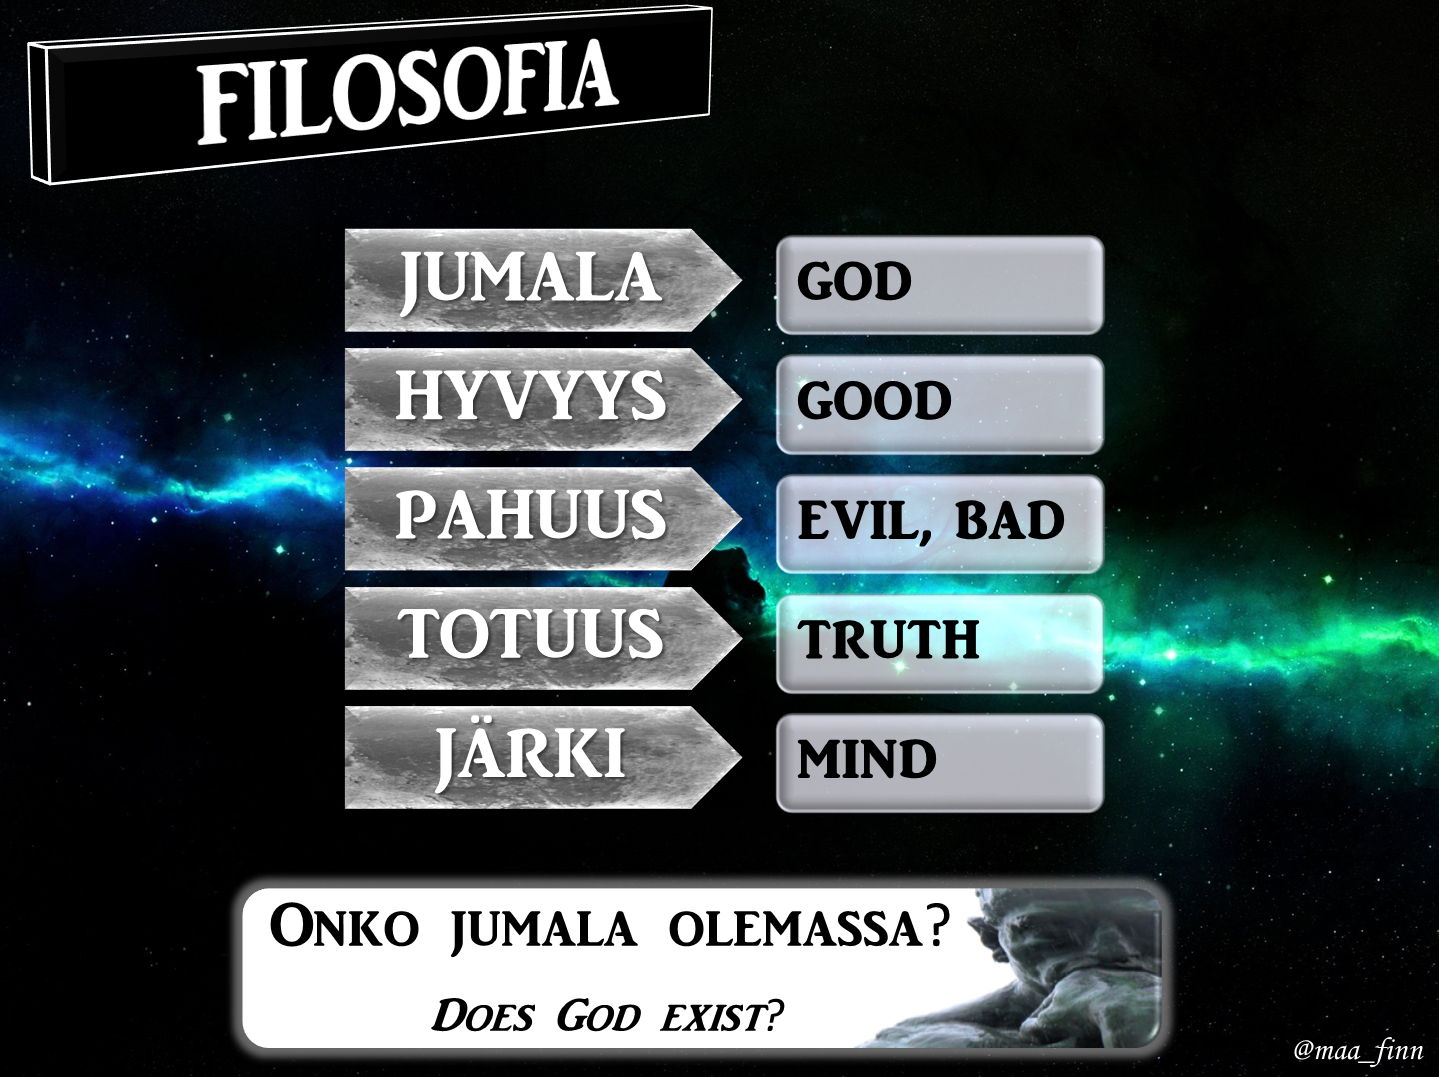 FILOSOFIA
JUMALA
GOD
HYVYYS
GOOD
PAHUUS
EVIL, BAD
TOTUUS
TRUTH
JÄRKI
MIND
ONKO JUMALA OLEMASSA?
DOES GOD EXIST?
@maa_finn